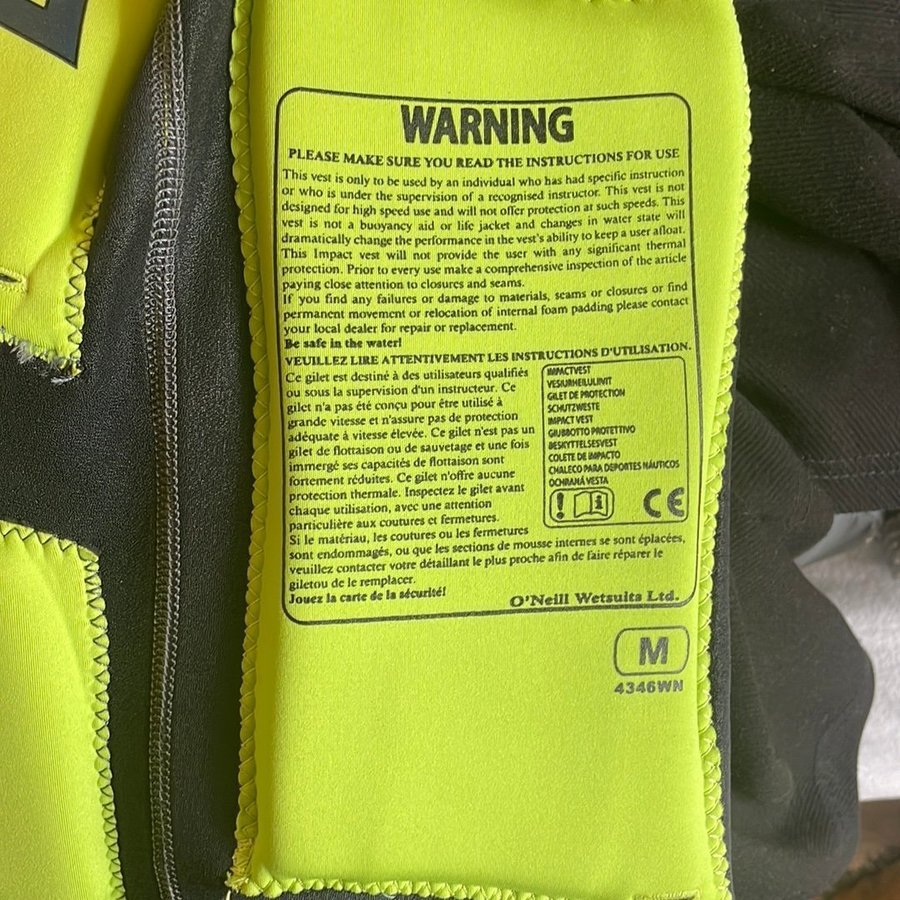 WARNING
PLEASE MAKE SURE YOU READ THE INSTRUCTIONS FOR USE
This vest is only to be used by an individual who has had specific instruction
or who is under the supervision of a recognised instructor. This vest is not
designed for high speed use and will not offer protection at such speeds. This
vest is not a buoyancy aid or life jacket and changes in water state will
dramatically change the performance in the vest's ability to keep a user afloat.
This Impact vest will not provide the user with any significant thermal
protection. Prior to every use make a comprehensive inspection of the article
paying close attention to closures and seams.
If you find any failures or damage to materials, seams or closures or find
permanent movement or relocation of internal foam padding please contact
your local dealer for repair or replacement.
Be safe in the water!
VEUILLEZ LIRE ATTENTIVEMENT LES INSTRUCTIONS D'UTILISATION.
Ce gilet est destiné à des utilisateurs qualifiés
ou sous la supervision d'un instructeur. Ce
gilet n'a pas été conçu pour être utilisé à
grande vitesse et n'assure pas de protection
adéquate à vitesse élevée. Ce gilet n'est pas un
gilet de flottaison ou de sauvetage et une fois
immergé ses capacités de flottaison sont
fortement réduites. Ce gilet n'offre aucune
protection thermale. Inspectez le gilet avant
chaque utilisation, avec une attention
particulière aux coutures et fermetures.
Si le matériau, les coutures ou les fermetures
sont endommagés, ou que les sections de mousse internes se sont éplacées,
veuillez contacter votre détaillant le plus proche afin de faire réparer le
giletou de le remplacer.
Jouez la carte de la sécurité!
IMPACTVEST
VESIURHEILULIIVIT
GILET DE PROTECTION
SCHUTZWESTE
IMPACT VEST
GIUBBOTTO PROTETTIVO
BESKYTTELSESVEST
COLETE DE IMPACTO
CHALECO PARA DEPORTES NÁUTICOS
OCHRANÁ VESTA
! i CE
O'Neill Wetsuits Ltd.
M
4346WN